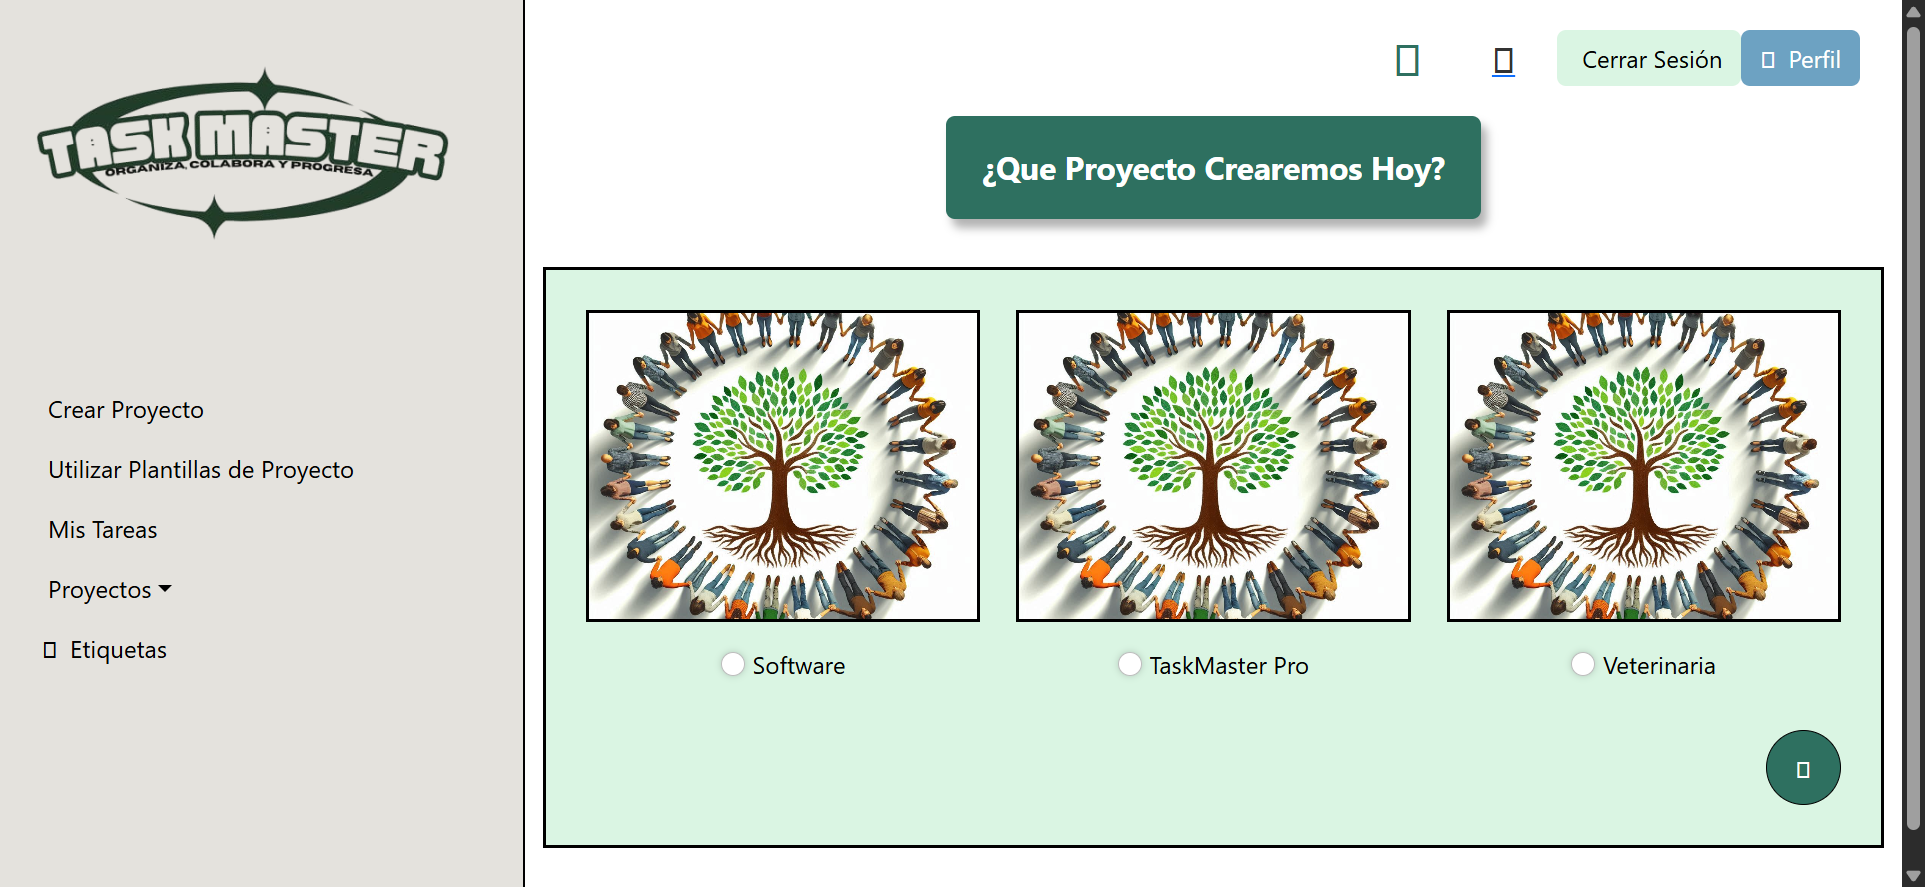 TASK MASTER
ORGANIZA, COLABORA Y PROGRESA
Crear Proyecto
Utilizar Plantillas de Proyecto
Mis Tareas
Proyectos
Etiquetas
Cerrar Sesión
Perfil
¿Que Proyecto Crearemos Hoy?
Software
TaskMaster Pro
Veterinaria